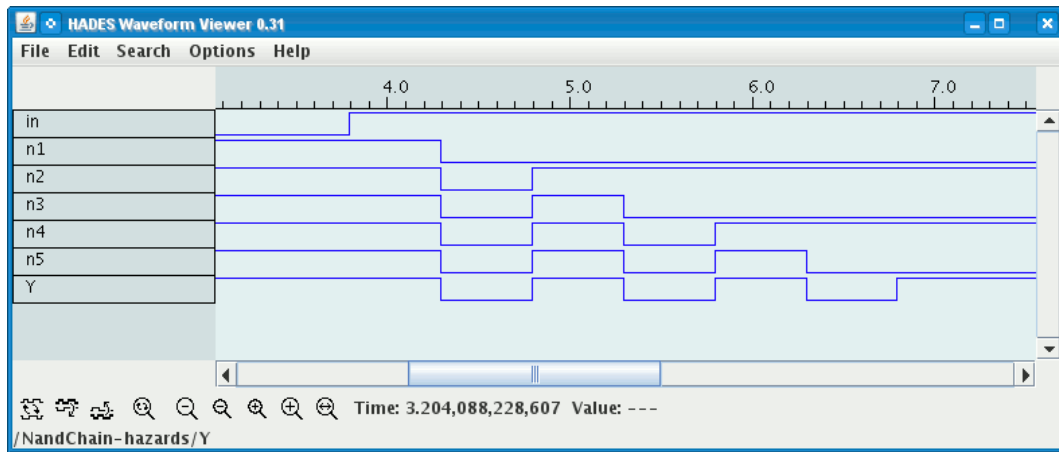 HADES Waveform Viewer 0.31
File Edit Search Options Help
4.0 5.0 6.0 7.0
in
n1
n2
n3
n4
n5
Y
Time: 3.204,088,228,607 Value: ---
/NandChain-hazards/Y